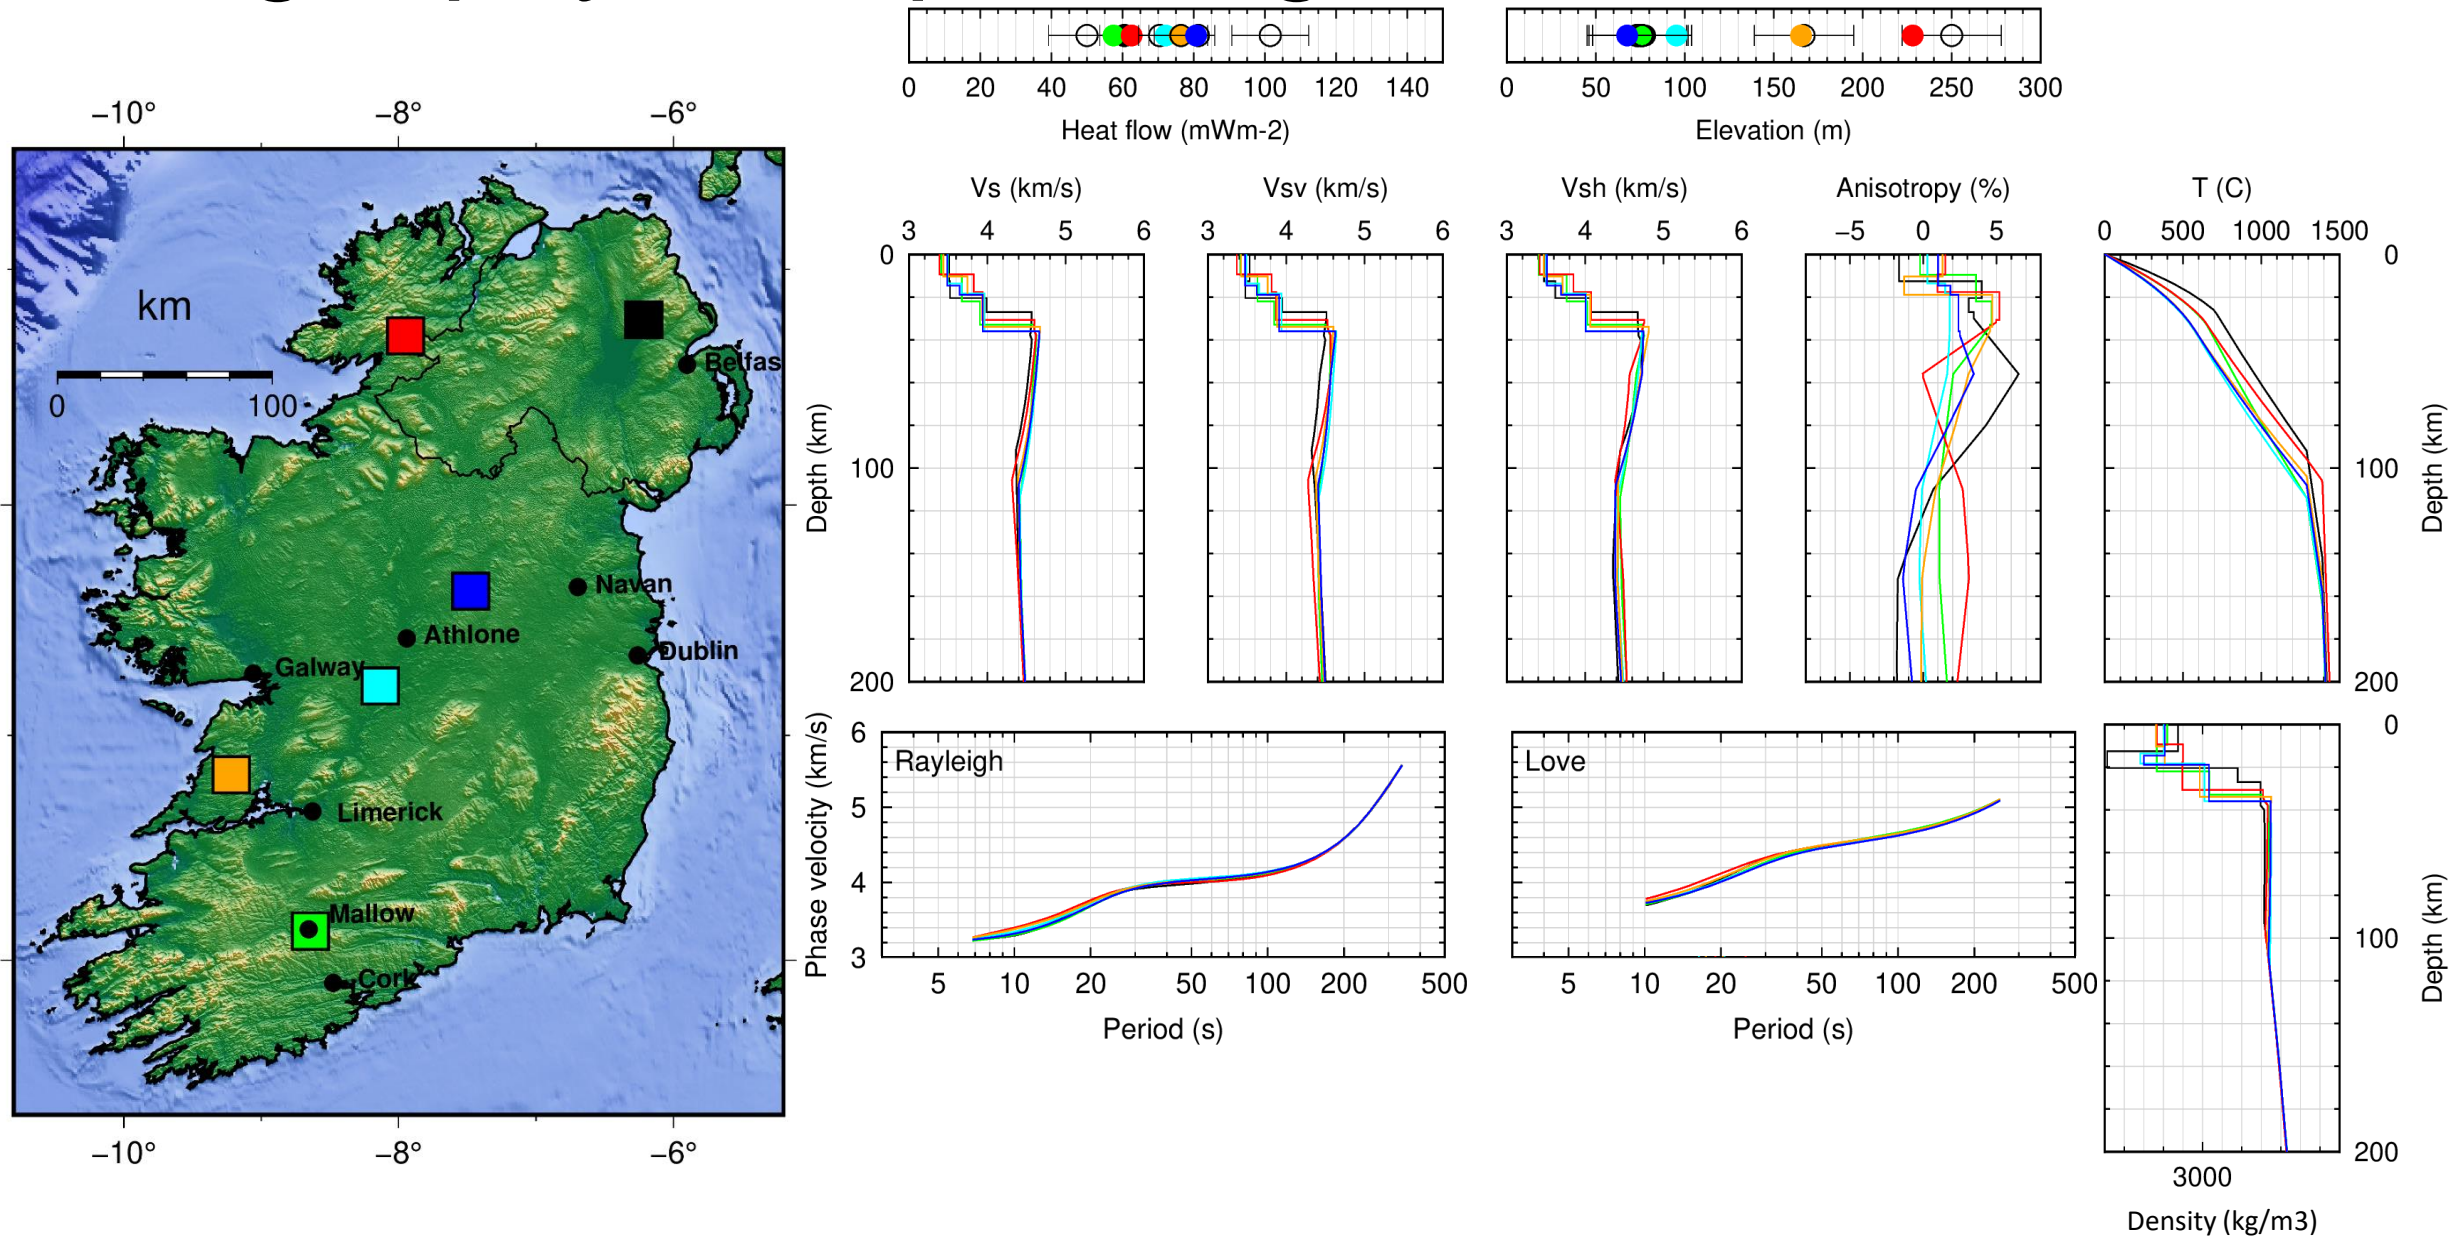 −10°
−8°
−6°
km
0
100
Belfas
Navan
Athlone
Dublin
Galway
Limerick
Mallow
Cork
−10°
−8°
−6°
0 20 40 60 80 100 120 140
Heat flow (mWm-2)
0 50 100 150 200 250 300
Elevation (m)
Vs (km/s)
3 4 5 6
Vsv (km/s)
3 4 5 6
Vsh (km/s)
3 4 5 6
Anisotropy (%)
−5 0 5
T (C)
0 500 1000 1500
0
100
200
Depth (km)
0
100
200
Depth (km)
6
5
4
3
Phase velocity (km/s)
Rayleigh
5 10 20 50 100 200 500
Period (s)
Love
5 10 20 50 100 200 500
Period (s)
0
100
200
Depth (km)
3000
Density (kg/m3)